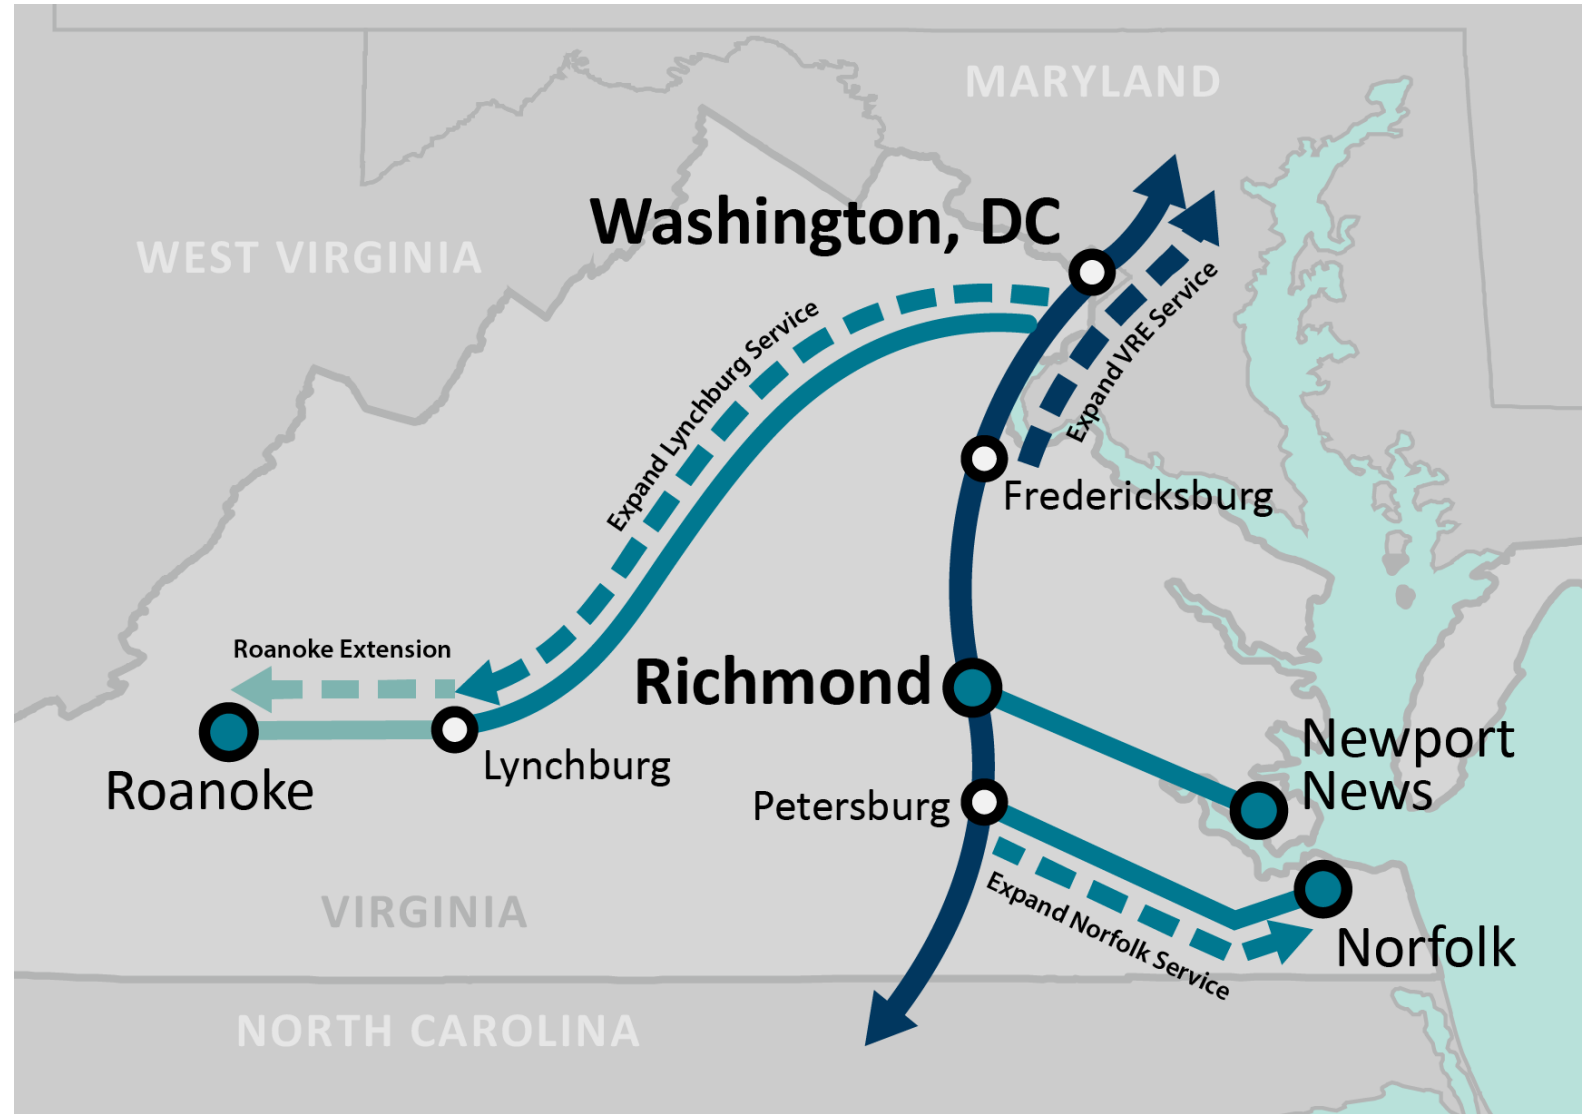 MARYLAND
Washington, DC
WEST VIRGINIA
Expand VRE Service
Expand Lynchburg Service
Fredericksburg
Roanoke Extension
Richmond
Newport
News
Lynchburg
Roanoke
Petersburg
Expand Norfolk Service
VIRGINIA
Norfolk
NORTH CAROLINA